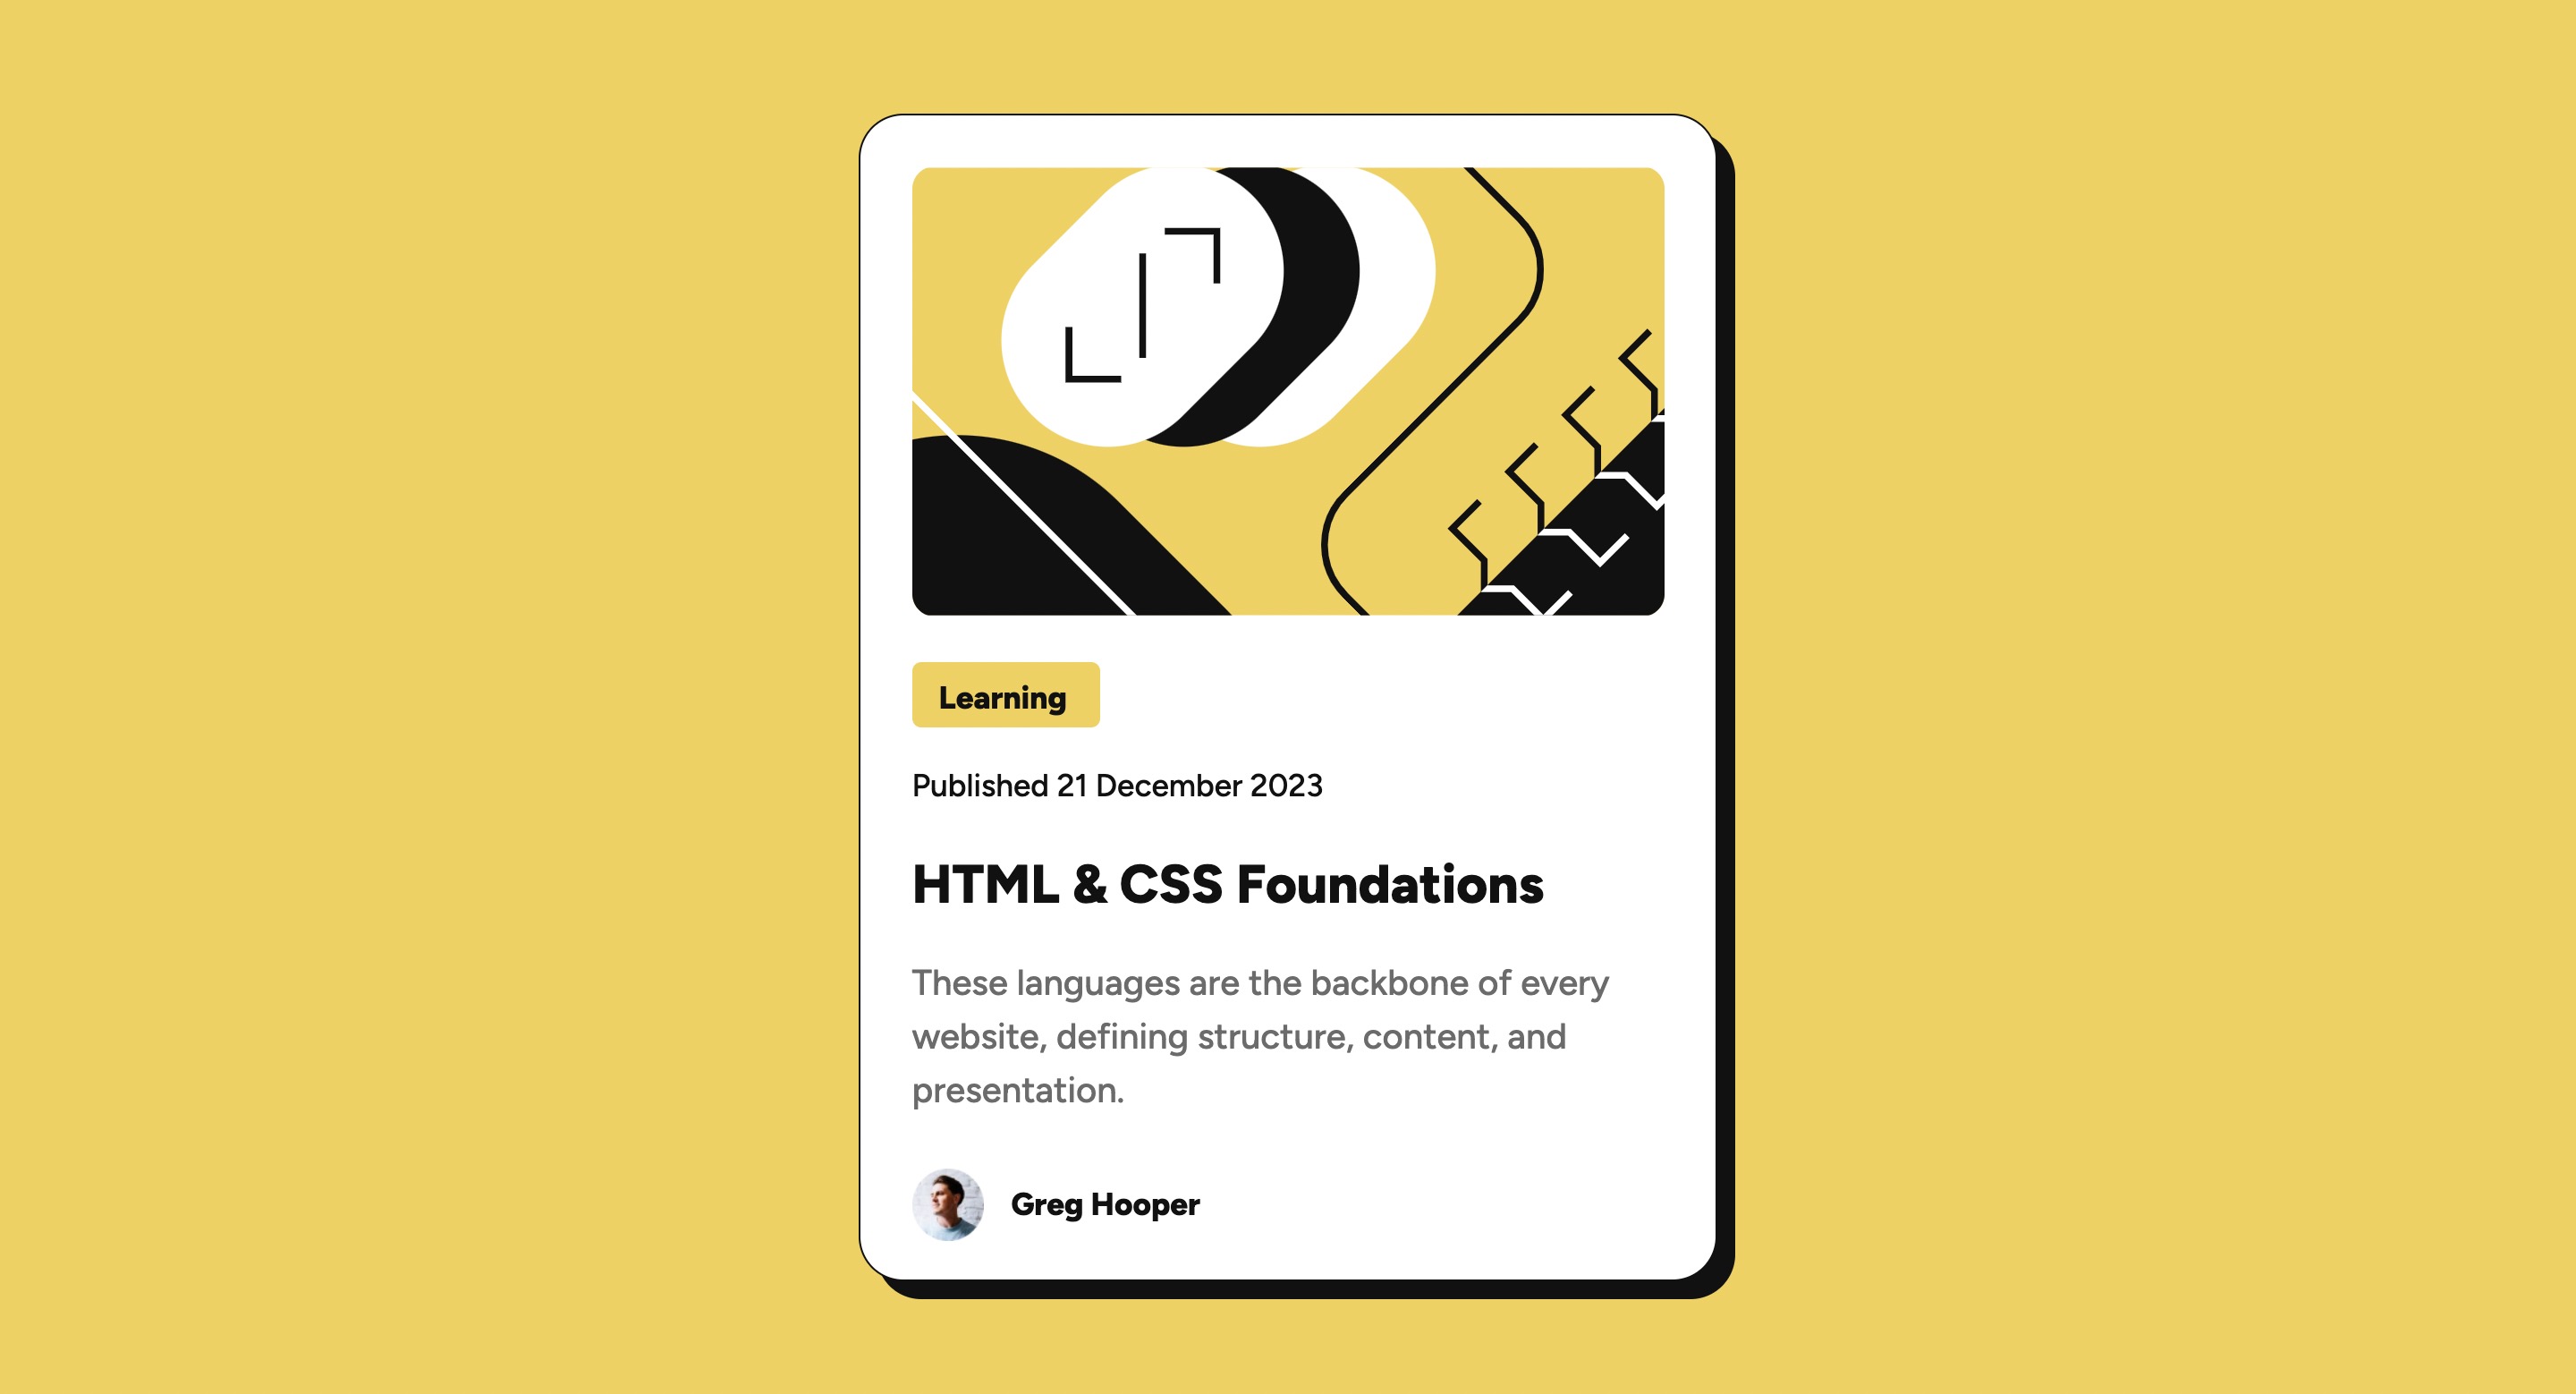 Learning
Published 21 December 2023
HTML & CSS Foundations
These languages are the backbone of every
website, defining structure, content, and
presentation.
Greg Hooper